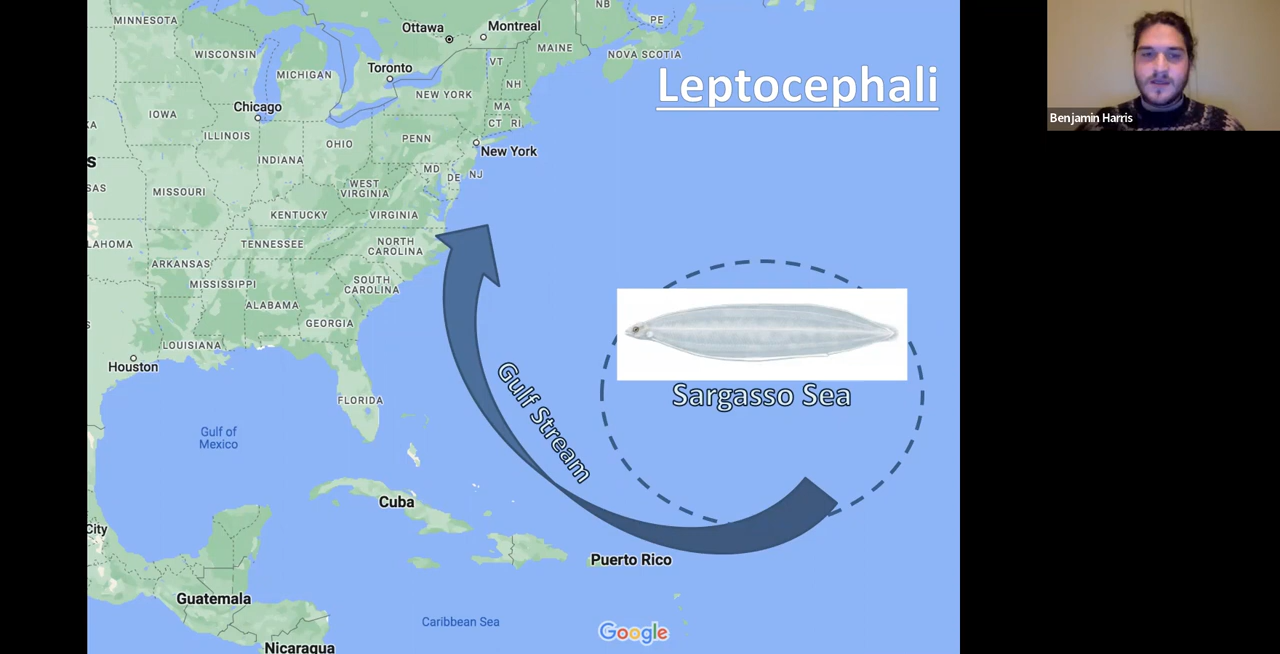 MINNESOTA
Ottawa
Montreal
NB
PE
NOVA SCOTIA
MAINE
WISCONSIN
MICHIGAN
Toronto
VT
NH
NEW YORK
MA
CT RI
Leptocephali
Benjamin Harris
IOWA
Chicago
ILLINOIS
INDIANA
OHIO
PENN
New York
KA
s
SAS
MISSOURI
WEST
VIRGINIA
MD
DE
NJ
KENTUCKY
VIRGINIA
LAHOMA
TENNESSEE
NORTH
CAROLINA
ARKANSAS
MISSISSIPPI
SOUTH
CAROLINA
ALABAMA
GEORGIA
S
LOUISIANA
Houston
FLORIDA
Gulf Stream
Sargasso Sea
Gulf of
Mexico
Cuba
City
Puerto Rico
Guatemala
Caribbean Sea
Google
Nicaragua